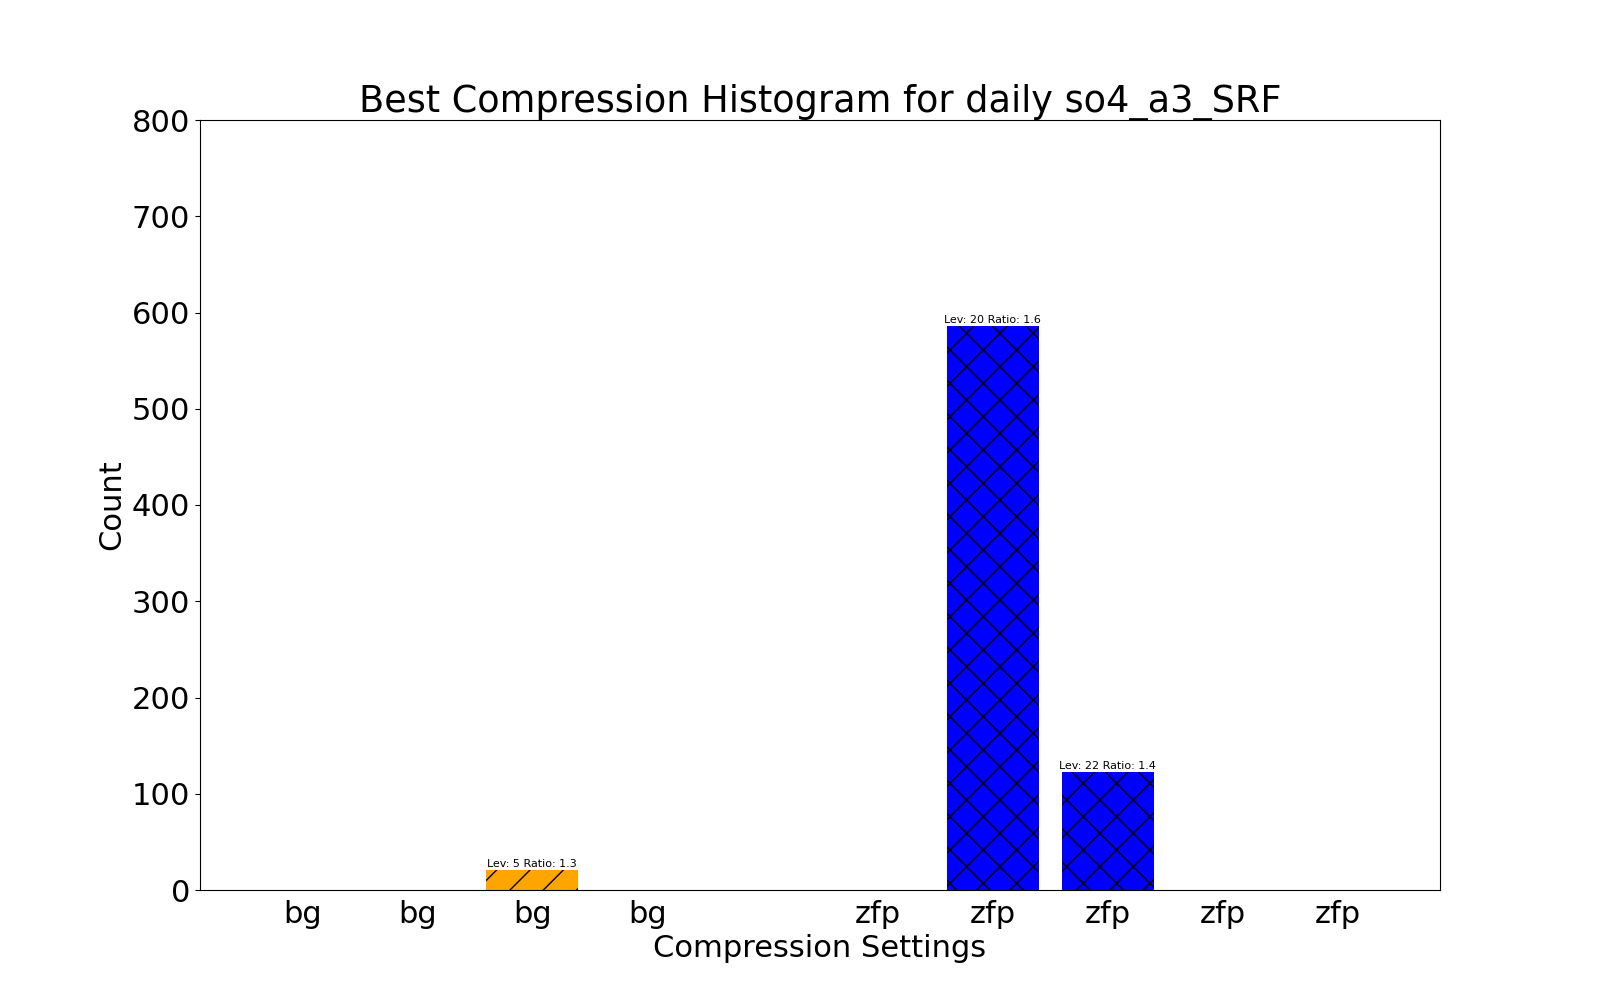 Best Compression Histogram for daily so4_a3_SRF
800
700
600
500
400
300
200
100
0
Count
Lev: 5 Ratio: 1.3
Lev: 20 Ratio: 1.6
Lev: 22 Ratio: 1.4
bg bg bg bg zfp zfp zfp zfp zfp
Compression Settings